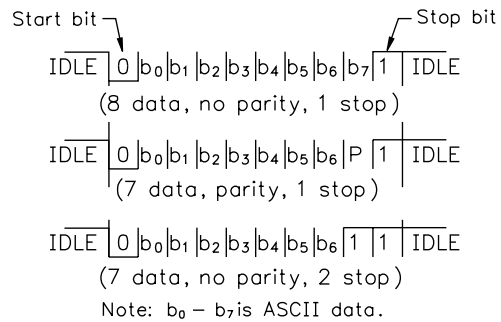 Start bit Stop bit
IDLE 0 b₀ b₁ b₂ b₃ b₄ b₅ b₆ b₇ 1 IDLE
(8 data, no parity, 1 stop)
IDLE 0 b₀ b₁ b₂ b₃ b₄ b₅ b₆ P 1 IDLE
(7 data, parity, 1 stop)
IDLE 0 b₀ b₁ b₂ b₃ b₄ b₅ b₆ 1 1 IDLE
(7 data, no parity, 2 stop)
Note: b₀ – b₇ is ASCII data.